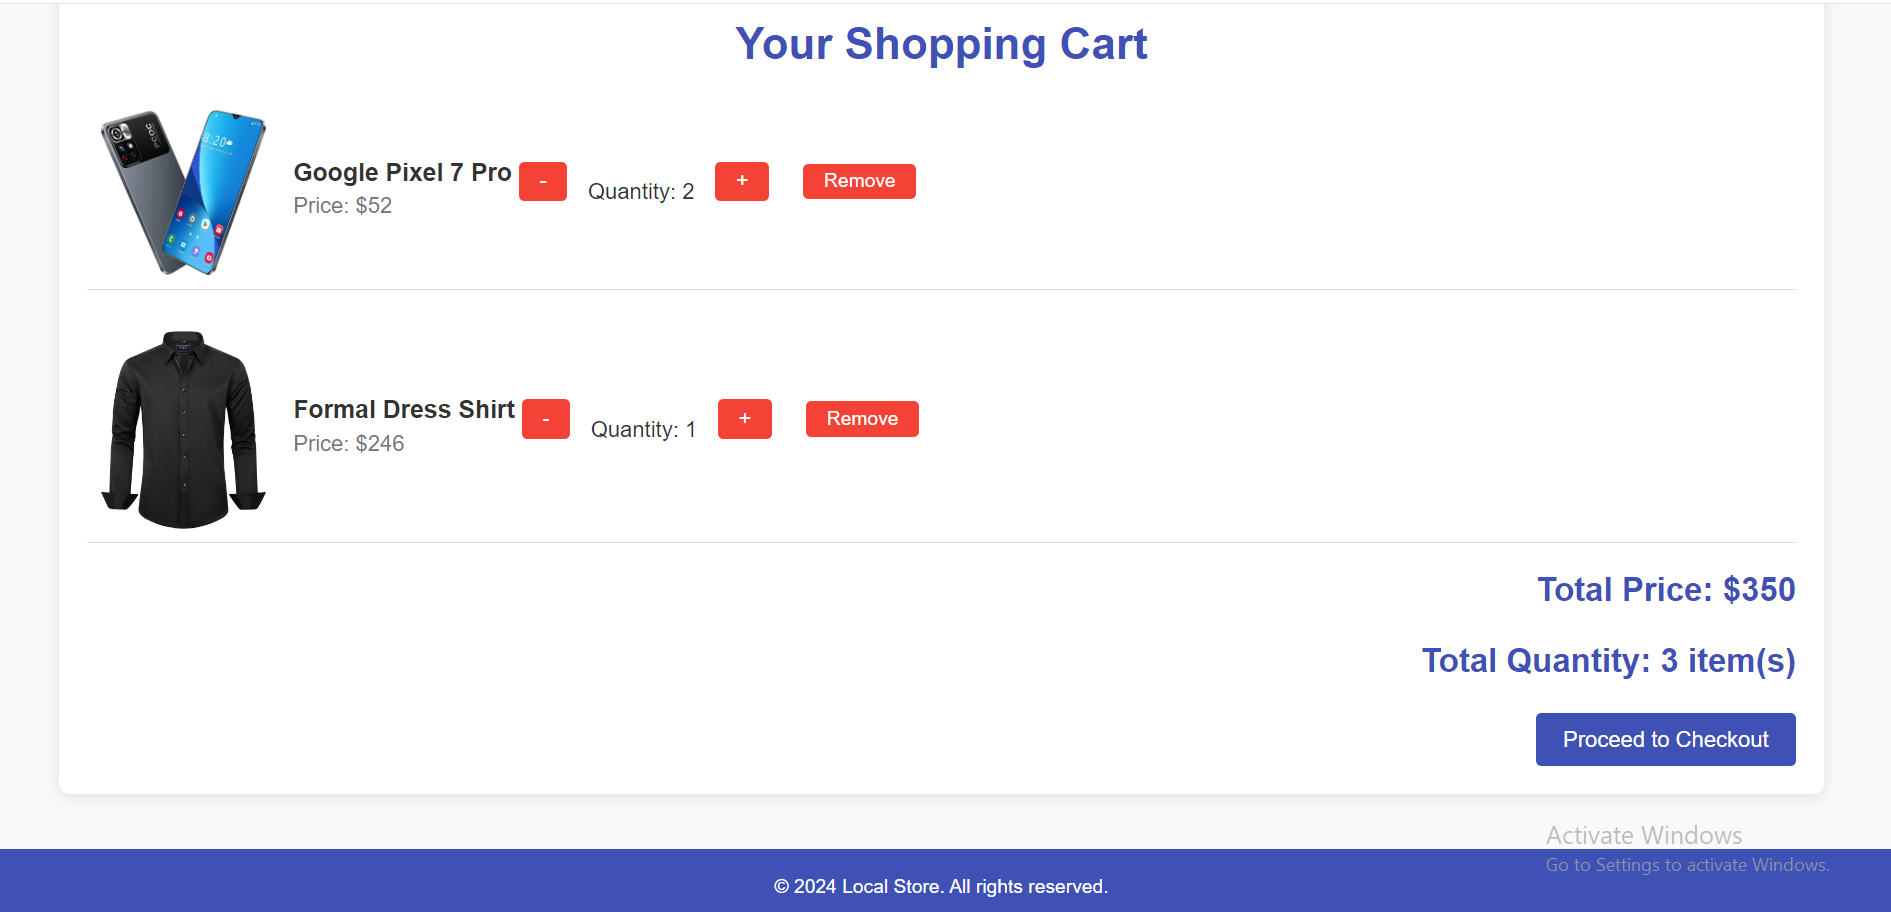 Your Shopping Cart
8:20
Google Pixel 7 Pro
Price: $52
-
Quantity: 2
+
Remove
Formal Dress Shirt
Price: $246
-
Quantity: 1
+
Remove
Total Price: $350
Total Quantity: 3 item(s)
Proceed to Checkout
Activate Windows
Go to Settings to activate Windows.
© 2024 Local Store. All rights reserved.